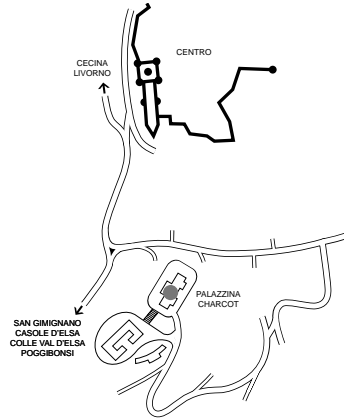 CENTRO
CECINA
LIVORNO
PALAZZINA
CHARCOT
SAN GIMIGNANO
CASOLE D'ELSA
COLLE VAL D'ELSA
POGGIBONSI